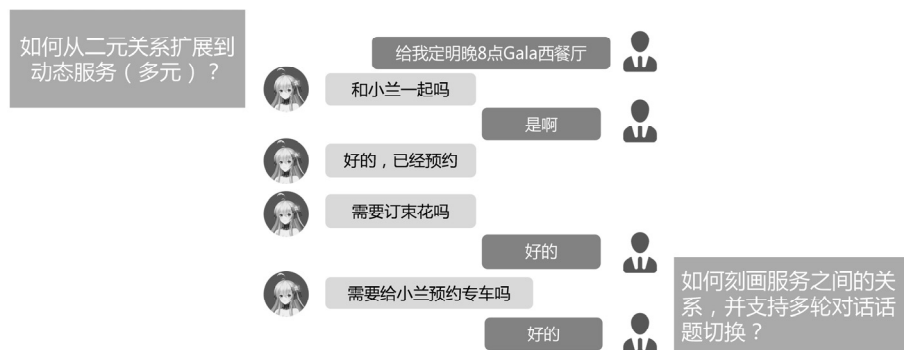 如何从二元关系扩展到
动态服务（多元）？
给我定明晚8点Gala西餐厅
和小兰一起吗
是啊
好的，已经预约
需要订束花吗
好的
需要给小兰预约专车吗
好的
如何刻画服务之间的关
系，并支持多轮对话话
题切换？